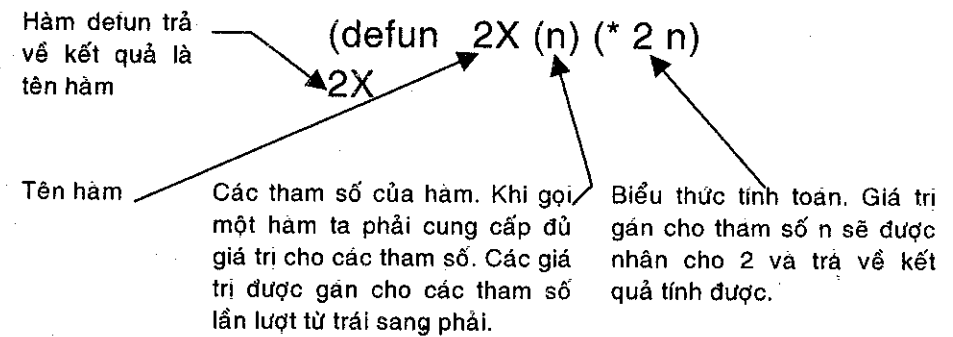 Hàm defun trả
về kết quả là
tên hàm
(defun 2X (n) (* 2 n)
2X
Tên hàm
Các tham số của hàm. Khi gọi
một hàm ta phải cung cấp đủ
giá trị cho các tham số. Các giá
trị được gán cho các tham số
lần lượt từ trái sang phải.
Biểu thức tính toán. Giá trị
gán cho tham số n sẽ được
nhân cho 2 và trả về kết
quả tính được.